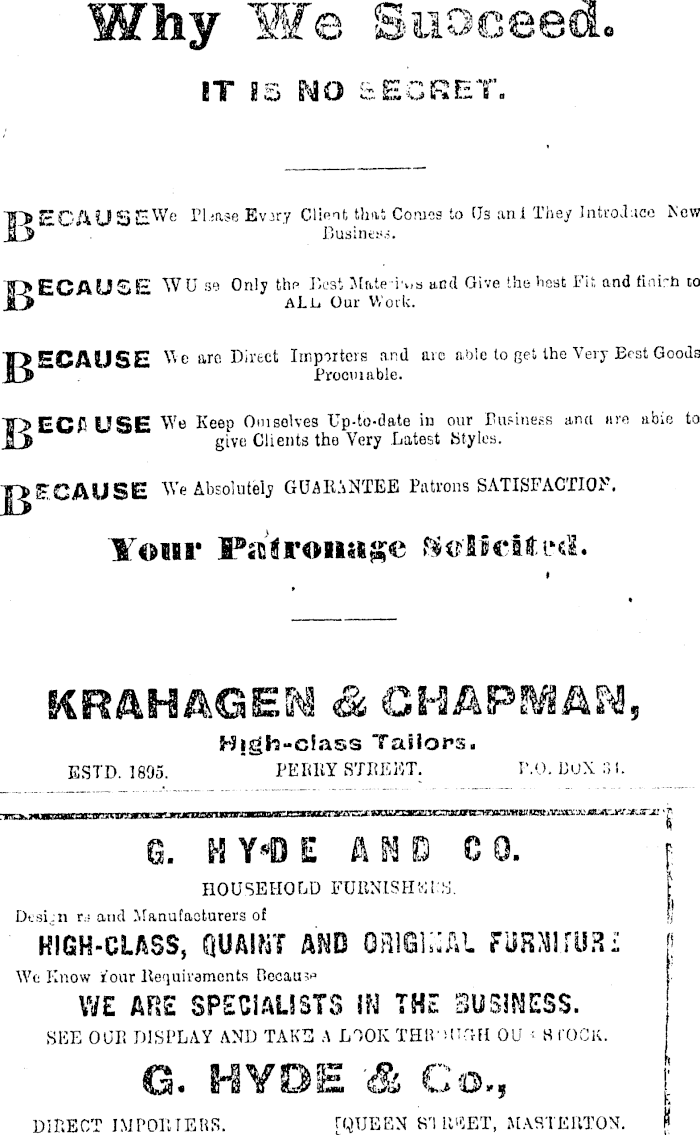 Why We Succeed.
IT IS NO SECRET.
BECAUSE We Please Every Client that Comes to Us and They Introduce New
Business.
BECAUSE WU se Only the Best Materials and Give the best Fit and finish to
ALL Our Work.
BECAUSE We are Direct Importers and are able to get the Very Best Goods
Procurable.
BECAUSE We Keep Ourselves Up-to-date in our Business and are able to
give Clients the Very Latest Styles.
BECAUSE We Absolutely GUARANTEE Patrons SATISFACTION.
Your Patronage Solicited.
KRAHAGEN & CHAPMAN,
High-class Tailors.
ESTD. 1895. PERRY STREET. P.O. BOX 34.
G. HYDE AND CO.
HOUSEHOLD FURNISHERS.
Designers and Manufacturers of
HIGH-CLASS, QUAINT AND ORIGINAL FURNITURE
We Know Your Requirements Because
WE ARE SPECIALISTS IN THE BUSINESS.
SEE OUR DISPLAY AND TAKE A LOOK THROUGH OUR STOCK.
G. HYDE & Co.,
DIRECT IMPORTERS. [QUEEN STREET, MASTERTON.